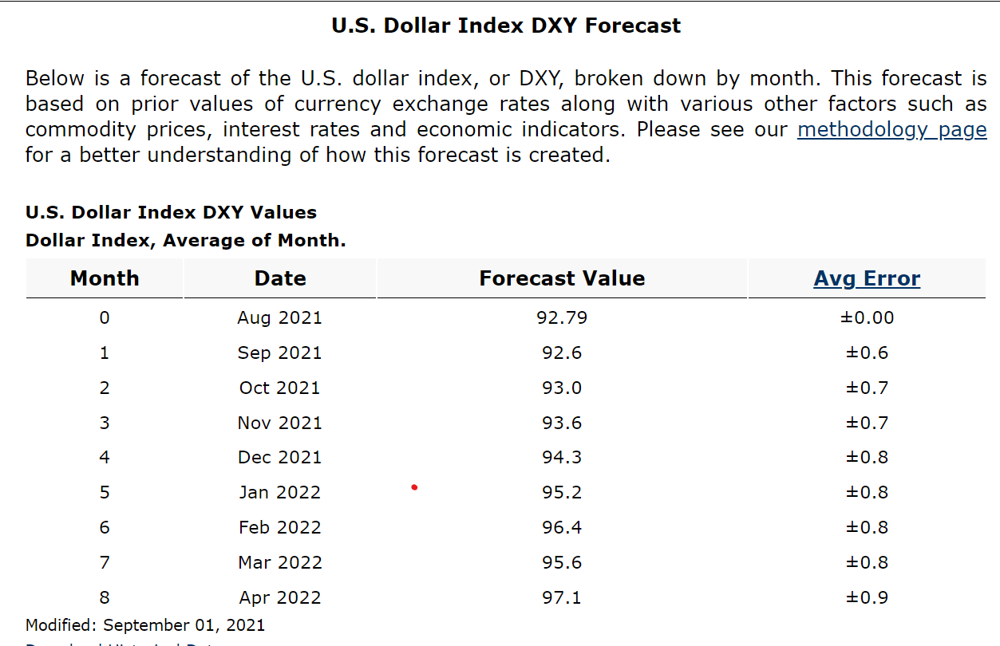 U.S. Dollar Index DXY Forecast
Below is a forecast of the U.S. dollar index, or DXY, broken down by month. This forecast is
based on prior values of currency exchange rates along with various other factors such as
commodity prices, interest rates and economic indicators. Please see our methodology page
for a better understanding of how this forecast is created.
U.S. Dollar Index DXY Values
Dollar Index, Average of Month.
Month Date Forecast Value Avg Error
0 Aug 2021 92.79 ±0.00
1 Sep 2021 92.6 ±0.6
2 Oct 2021 93.0 ±0.7
3 Nov 2021 93.6 ±0.7
4 Dec 2021 94.3 ±0.8
5 Jan 2022 95.2 ±0.8
6 Feb 2022 96.4 ±0.8
7 Mar 2022 95.6 ±0.8
8 Apr 2022 97.1 ±0.9
Modified: September 01, 2021